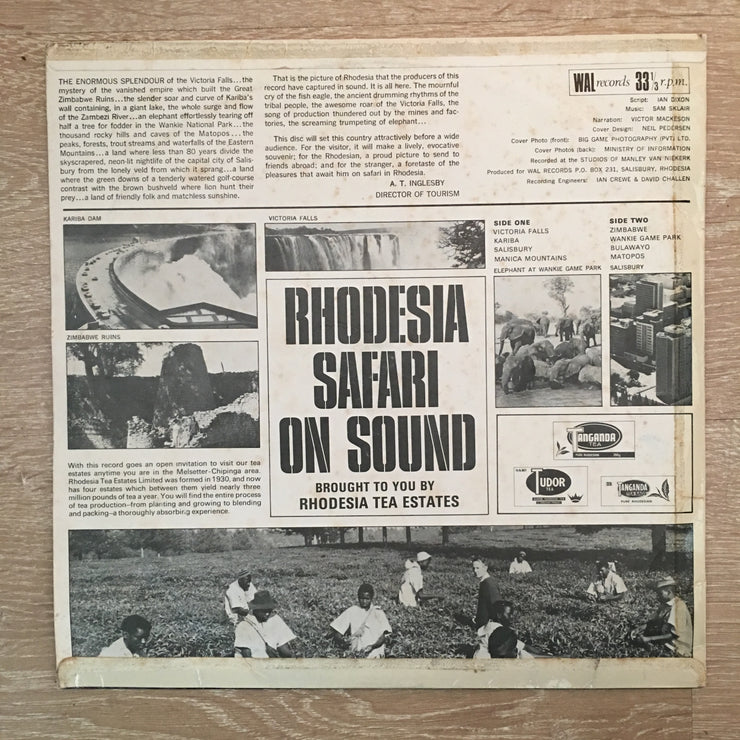 THE ENORMOUS SPLENDOUR of the Victoria Falls...the
mystery of the vanished empire which built the Great
Zimbabwe Ruins...the slender soar and curve of Kariba's
wall containing, in a giant lake, the whole surge and flow
of the Zambezi River...an elephant effortlessly tearing off
half a tree for fodder in the Wankie National Park...the
thousand rocky hills and caves of the Matopos...the
peaks, forests, trout streams and waterfalls of the Eastern
Mountains...a land where less than 80 years divide the
skyscrapered, neon-lit nightlife of the capital city of Salis-
bury from the lonely veld from which it sprang...a land
where the green downs of a tenderly watered golf-course
contrast with the brown bushveld where lion hunt their
prey...a land of friendly folk and matchless sunshine.
That is the picture of Rhodesia that the producers of this
record have captured in sound. It is all here. The mournful
cry of the fish eagle, the ancient drumming rhythms of the
tribal people, the awesome roar of the Victoria Falls, the
song of production thundered out by the mines and fac-
tories, the screaming trumpeting of elephant...
This disc will set this country attractively before a wide
audience. For the visitor, it will make a lively, evocative
souvenir; for the Rhodesian, a proud picture to send to
friends abroad; and for the stranger, a foretaste of the
pleasures that await him on safari in Rhodesia.
A. T. INGLESBY
DIRECTOR OF TOURISM
WAL records 33 1/3 r.p.m.
Script: IAN DIXON
Music: SAM SKLAIR
Narration: VICTOR MACKESON
Cover Design: NEIL PEDERSEN
Cover Photo (front): BIG GAME PHOTOGRAPHY (PVT) LTD.
Cover Photos (back): MINISTRY OF INFORMATION
Recorded at the STUDIOS OF MANLEY VAN NIEKERK
Produced for WAL RECORDS P.O. BOX 231, SALISBURY, RHODESIA
Recording Engineers: IAN CREWE & DAVID CHALLEN
KARIBA DAM
VICTORIA FALLS
SIDE ONE
VICTORIA FALLS
KARIBA
SALISBURY
MANICA MOUNTAINS
SIDE TWO
ZIMBABWE
WANKIE GAME PARK
BULAWAYO
MATOPOS
ELEPHANT AT WANKIE GAME PARK
SALISBURY
ZIMBABWE RUINS
RHODESIA
SAFARI
ON SOUND
BROUGHT TO YOU BY
RHODESIA TEA ESTATES
TANGANDA
TEA
PURE RHODESIAN
TUDOR
TEA
TANGANDA
PURE RHODESIAN
With this record goes an open invitation to visit our tea
estates anytime you are in the Melsetter-Chipinga area.
Rhodesia Tea Estates Limited was formed in 1930, and now
has four estates which between them yield nearly three
million pounds of tea a year. You will find the entire process
of tea production—from planting and growing to blending
and packing—a thoroughly absorbing experience.